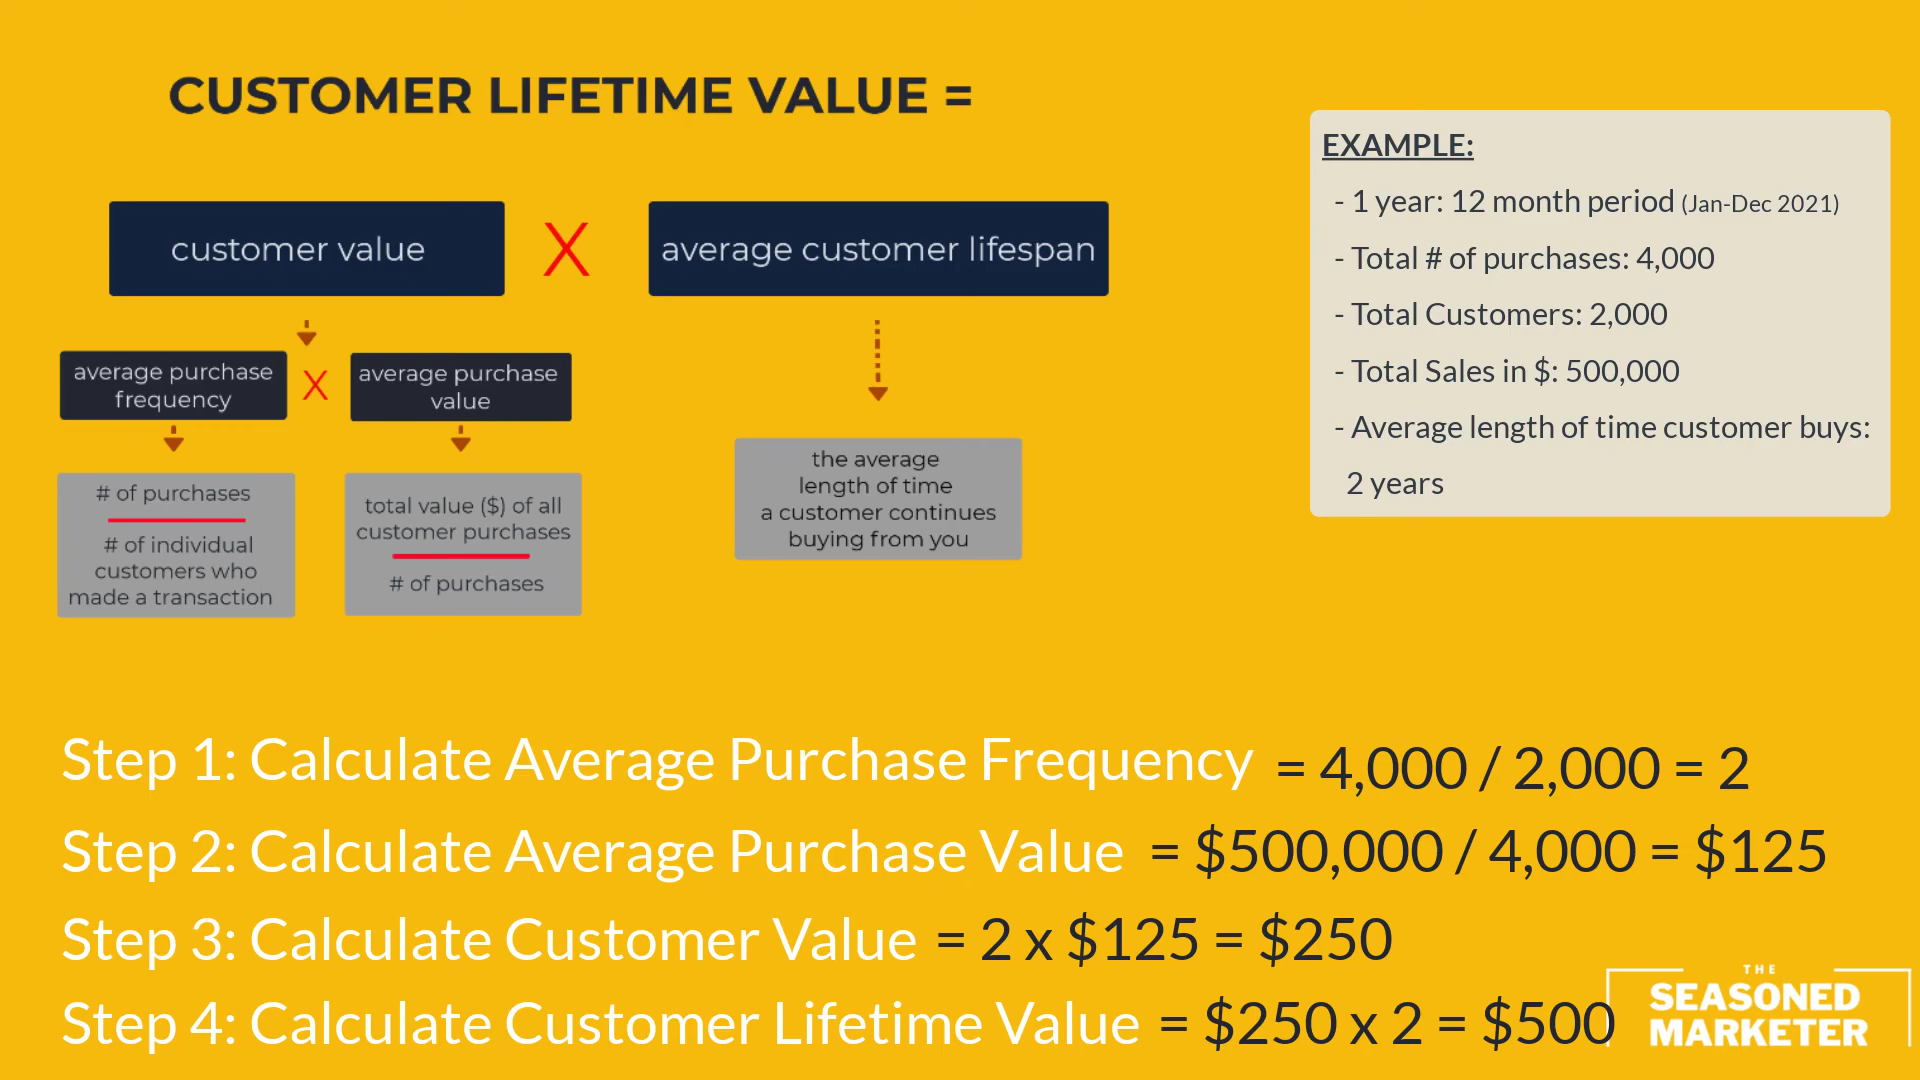 CUSTOMER LIFETIME VALUE =
customer value
X
average customer lifespan
average purchase
frequency
X
average purchase
value
# of purchases
# of individual
customers who
made a transaction
total value ($) of all
customer purchases
# of purchases
the average
length of time
a customer continues
buying from you
EXAMPLE:
- 1 year: 12 month period (Jan-Dec 2021)
- Total # of purchases: 4,000
- Total Customers: 2,000
- Total Sales in $: 500,000
- Average length of time customer buys:
2 years
Step 1: Calculate Average Purchase Frequency = 4,000 / 2,000 = 2
Step 2: Calculate Average Purchase Value = $500,000 / 4,000 = $125
Step 3: Calculate Customer Value = 2 x $125 = $250
Step 4: Calculate Customer Lifetime Value = $250 x 2 = $500
THE
SEASONED
MARKETER